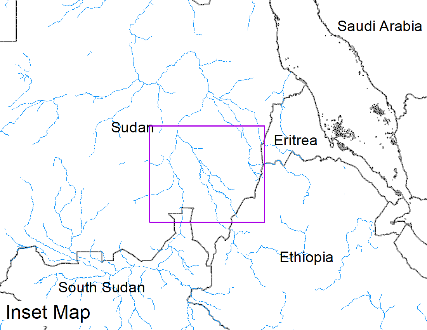 Saudi Arabia
Sudan
Eritrea
Ethiopia
South Sudan
Inset Map